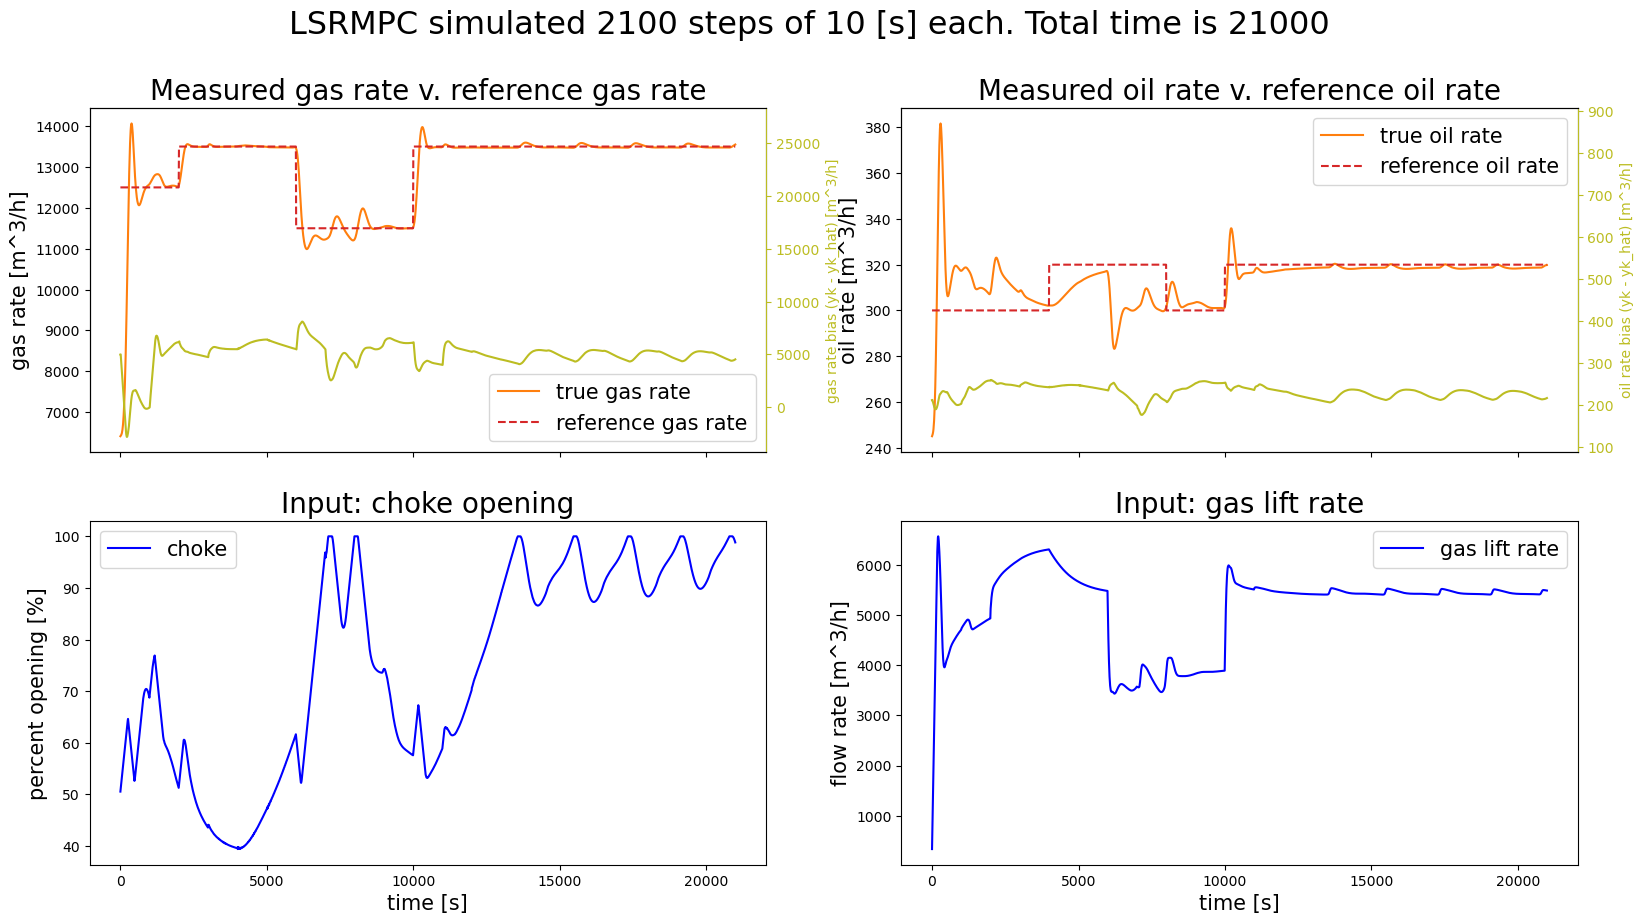 LSRMPC simulated 2100 steps of 10 [s] each. Total time is 21000
Measured gas rate v. reference gas rate
14000
13000
12000
11000
10000
9000
8000
7000
gas rate [m^3/h]
25000
20000
15000
10000
5000
0
gas rate bias (yk - yk_hat) [m^3/h]
true gas rate
reference gas rate
Measured oil rate v. reference oil rate
380
360
340
320
300
280
260
240
oil rate [m^3/h]
900
800
700
600
500
400
300
200
100
oil rate bias (yk - yk_hat) [m^3/h]
true oil rate
reference oil rate
Input: choke opening
choke
100
90
80
70
60
50
40
percent opening [%]
0
5000
10000
15000
20000
time [s]
Input: gas lift rate
gas lift rate
6000
5000
4000
3000
2000
1000
flow rate [m^3/h]
0
5000
10000
15000
20000
time [s]